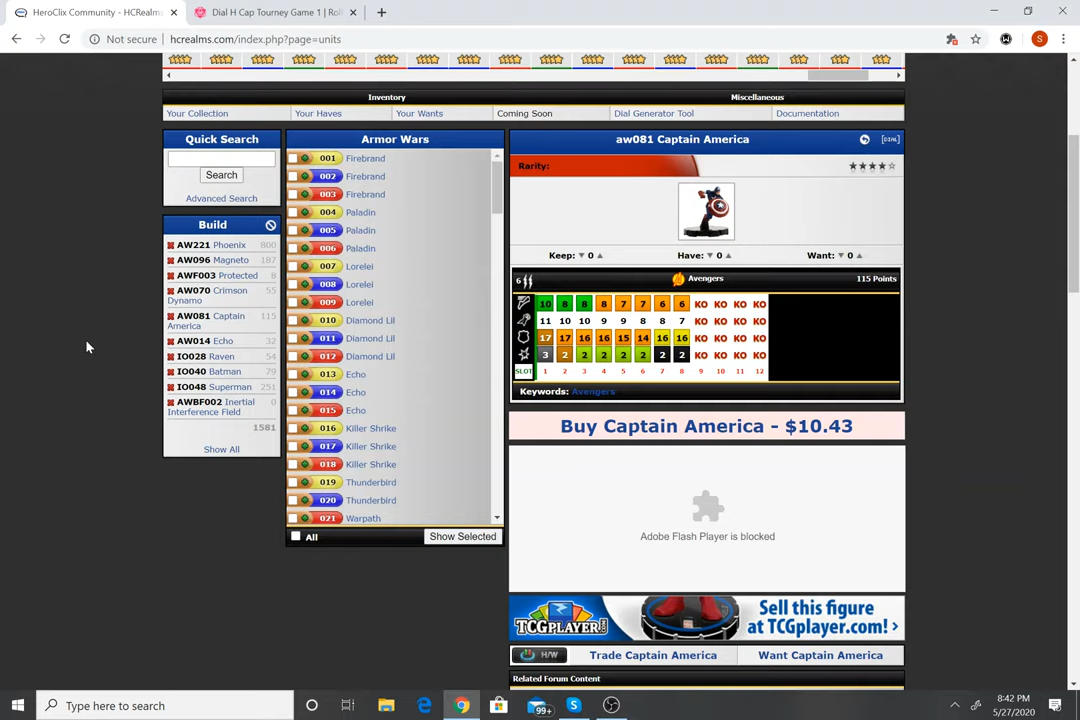 HeroClix Community - HCRealms
Dial H Cap Tourney Game 1 | Roll
Not secure | hcrealms.com/index.php?page=units
S
Inventory Miscellaneous
Your Collection Your Haves Your Wants Coming Soon Dial Generator Tool Documentation
Quick Search
Search
Advanced Search
Build
AW221 Phoenix 800
AW096 Magneto 187
AWF003 Protected 8
AW070 Crimson Dynamo 55
AW081 Captain America 115
AW014 Echo 32
IO028 Raven 54
IO040 Batman 79
IO048 Superman 251
AWBF002 Inertial Interference Field 0
1581
Show All
Armor Wars
001 Firebrand
002 Firebrand
003 Firebrand
004 Paladin
005 Paladin
006 Paladin
007 Lorelei
008 Lorelei
009 Lorelei
010 Diamond Lil
011 Diamond Lil
012 Diamond Lil
013 Echo
014 Echo
015 Echo
016 Killer Shrike
017 Killer Shrike
018 Killer Shrike
019 Thunderbird
020 Thunderbird
021 Warpath
All Show Selected
aw081 Captain America [DIAL]
Rarity:
Keep: 0 Have: 0 Want: 0
6 Avengers 115 Points
10 8 8 8 7 7 6 6 KO KO KO KO
11 10 10 9 9 8 8 7 KO KO KO KO
17 17 16 16 15 14 16 16 KO KO KO KO
3 2 2 2 2 2 2 2 KO KO KO KO
SLOT 1 2 3 4 5 6 7 8 9 10 11 12
Keywords: Avengers
Buy Captain America - $10.43
Adobe Flash Player is blocked
TCGPLAYER.COM
Sell this figure
at TCGplayer.com! ›
H/W Trade Captain America Want Captain America
Related Forum Content
Type here to search
99+
8:42 PM
5/27/2020